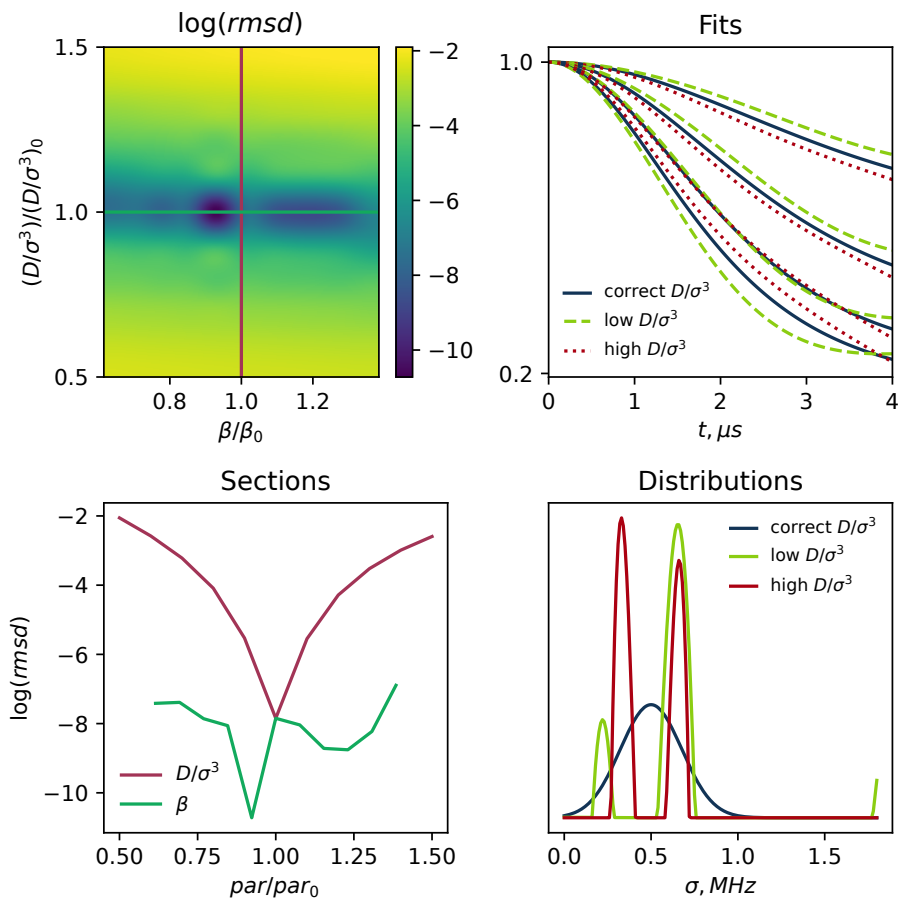 log(rmsd)
1.5
1.0
0.5
(D/σ³)/(D/σ³)₀
0.8
1.0
1.2
β/β₀
−2
−4
−6
−8
−10
Fits
1.0
0.2
correct D/σ³
low D/σ³
high D/σ³
0
1
2
3
4
t, μs
Sections
−2
−4
−6
−8
−10
log(rmsd)
D/σ³
β
0.50
0.75
1.00
1.25
1.50
par/par₀
Distributions
correct D/σ³
low D/σ³
high D/σ³
0.0
0.5
1.0
1.5
σ, MHz